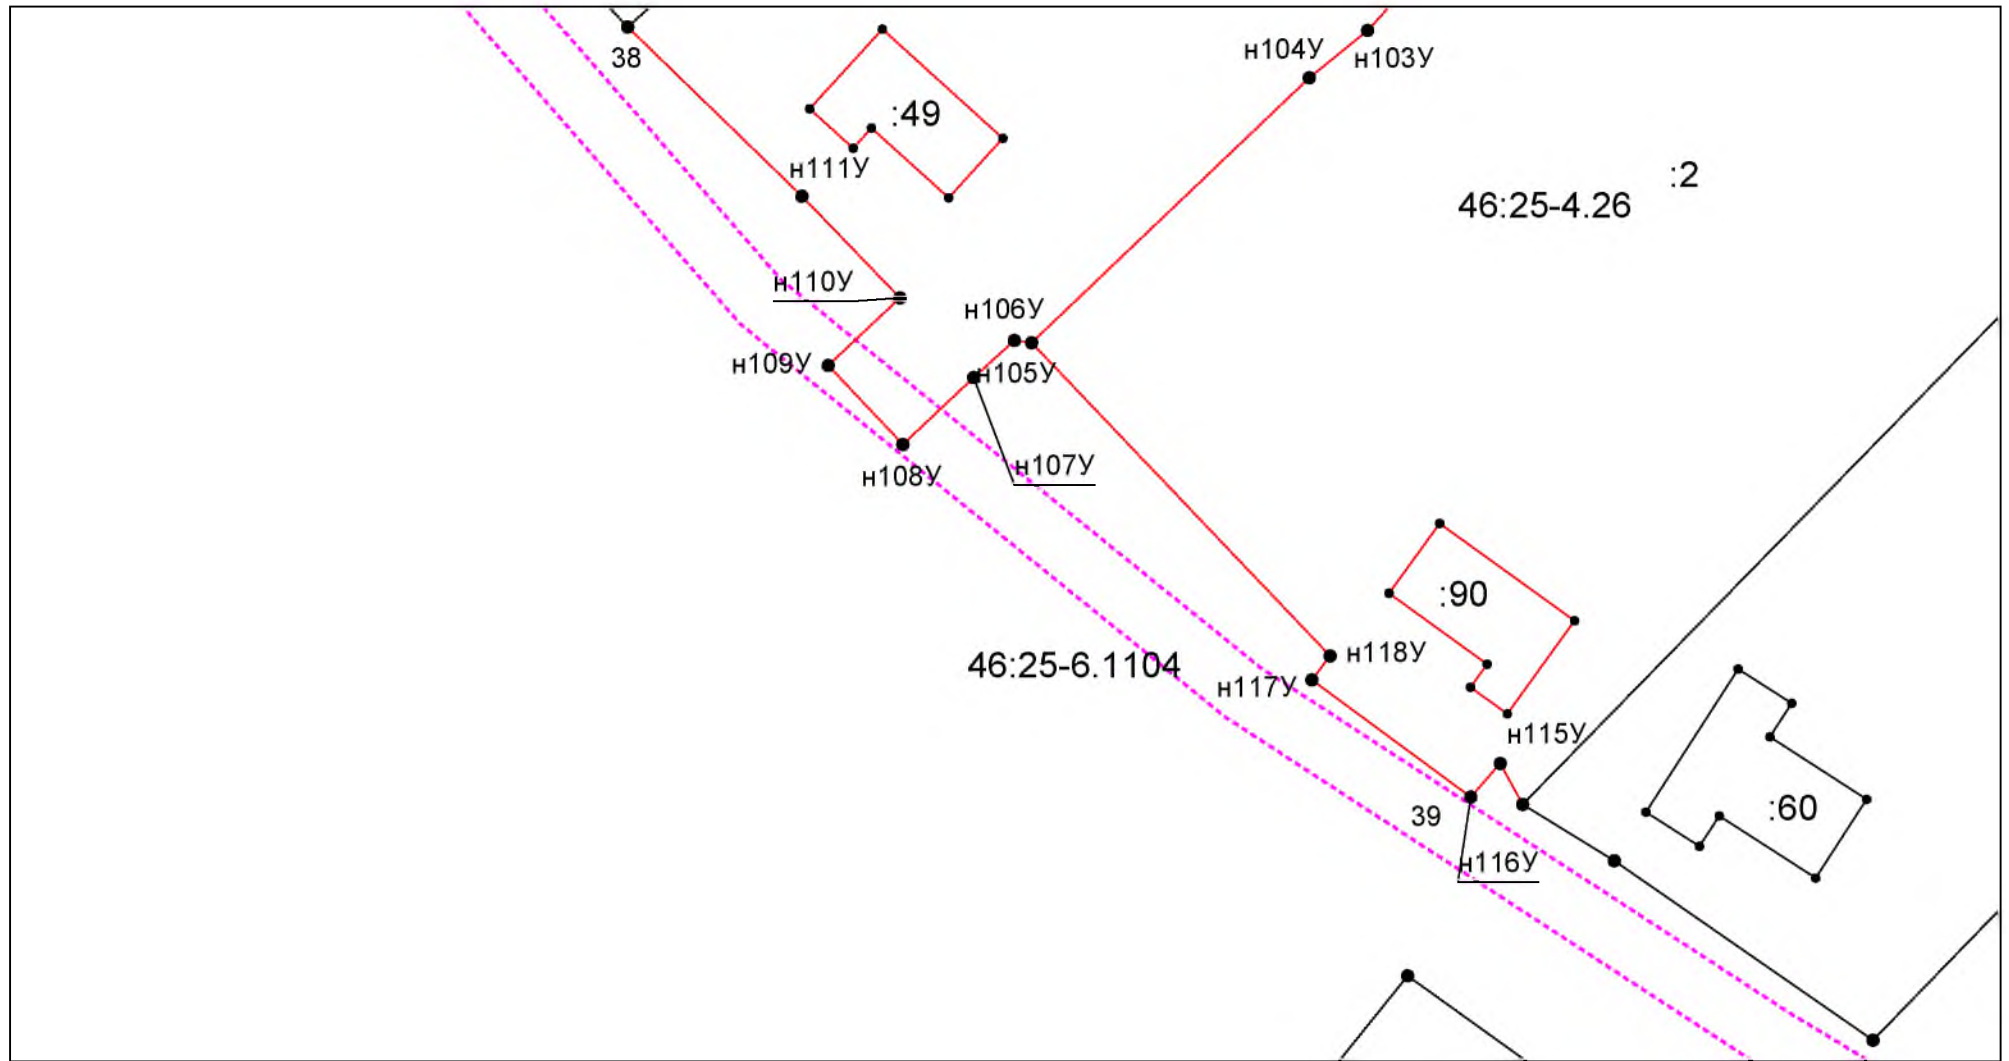 38
:49
н104У
н103У
н111У
:2
46:25-4.26
н110У
н106У
н109У
н105У
н107У
н108У
:90
46:25-6.1104
н118У
н117У
н115У
39
:60
н116У